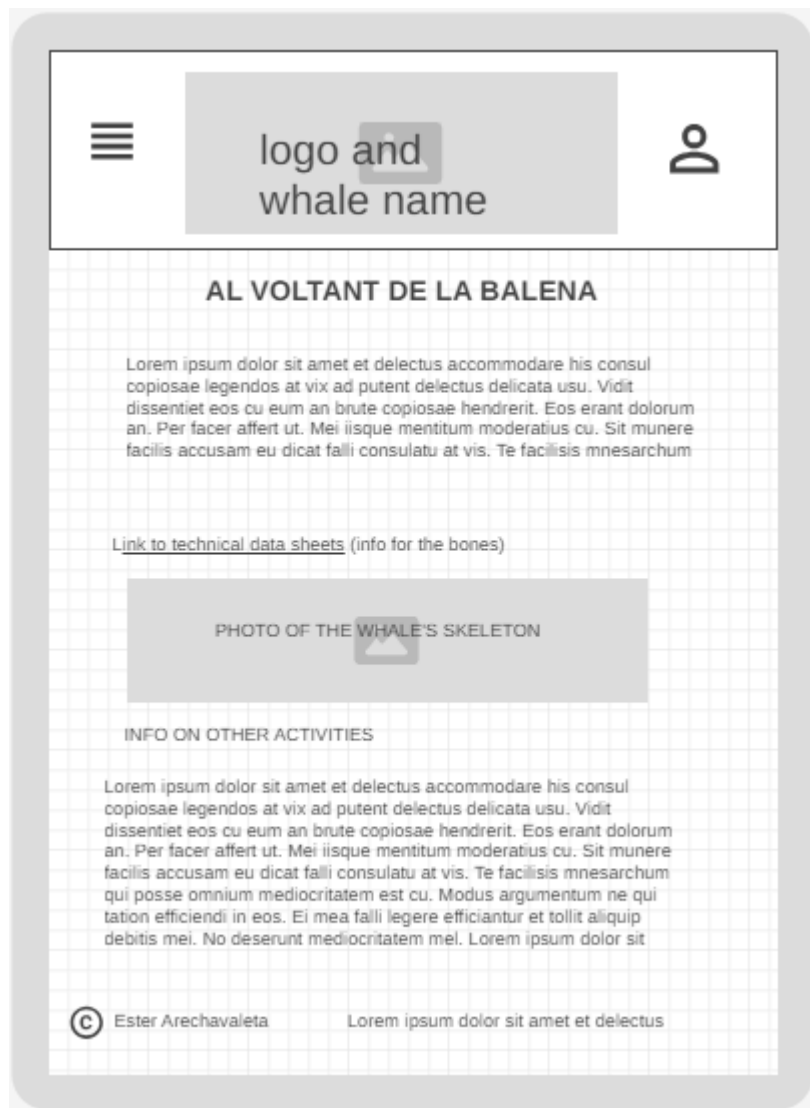 logo and
whale name
AL VOLTANT DE LA BALENA
Lorem ipsum dolor sit amet et delectus accommodare his consul
copiosae legendos at vix ad putent delectus delicata usu. Vidit
dissentiet eos cu eum an brute copiosae hendrerit. Eos erant dolorum
an. Per facer affert ut. Mei iisque mentitum moderatius cu. Sit munere
facilis accusam eu dicat falli consulatu at vis. Te facilisis mnesarchum
Link to technical data sheets (info for the bones)
PHOTO OF THE WHALE'S SKELETON
INFO ON OTHER ACTIVITIES
Lorem ipsum dolor sit amet et delectus accommodare his consul
copiosae legendos at vix ad putent delectus delicata usu. Vidit
dissentiet eos cu eum an brute copiosae hendrerit. Eos erant dolorum
an. Per facer affert ut. Mei iisque mentitum moderatius cu. Sit munere
facilis accusam eu dicat falli consulatu at vis. Te facilisis mnesarchum
qui posse omnium mediocritatem est cu. Modus argumentum ne qui
tation efficiendi in eos. Ei mea falli legere efficiantur et tollit aliquip
debitis mei. No deserunt mediocritatem mel. Lorem ipsum dolor sit
© Ester Arechavaleta Lorem ipsum dolor sit amet et delectus